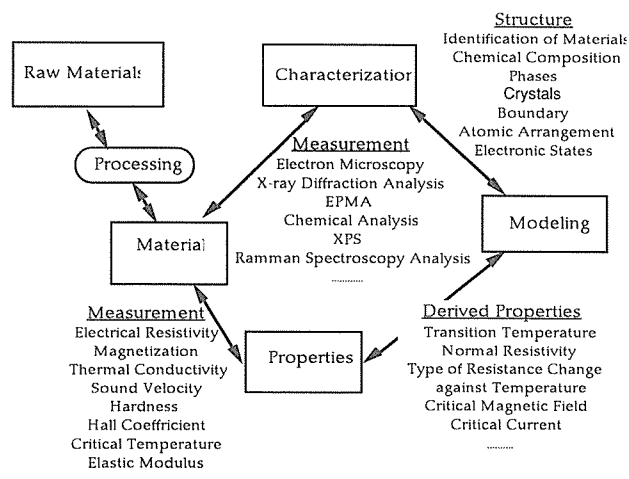 Structure
Identification of Materials
Chemical Composition
Phases
Crystals
Boundary
Atomic Arrangement
Electronic States
Raw Materials
Characterization
Processing
Measurement
Electron Microscopy
X-ray Diffraction Analysis
EPMA
Chemical Analysis
XPS
Ramman Spectroscopy Analysis
............
Material
Modeling
Measurement
Electrical Resistivity
Magnetization
Thermal Conductivity
Sound Velocity
Hardness
Hall Coefficient
Critical Temperature
Elastic Modulus
Properties
Derived Properties
Transition Temperature
Normal Resistivity
Type of Resistance Change
against Temperature
Critical Magnetic Field
Critical Current
..........